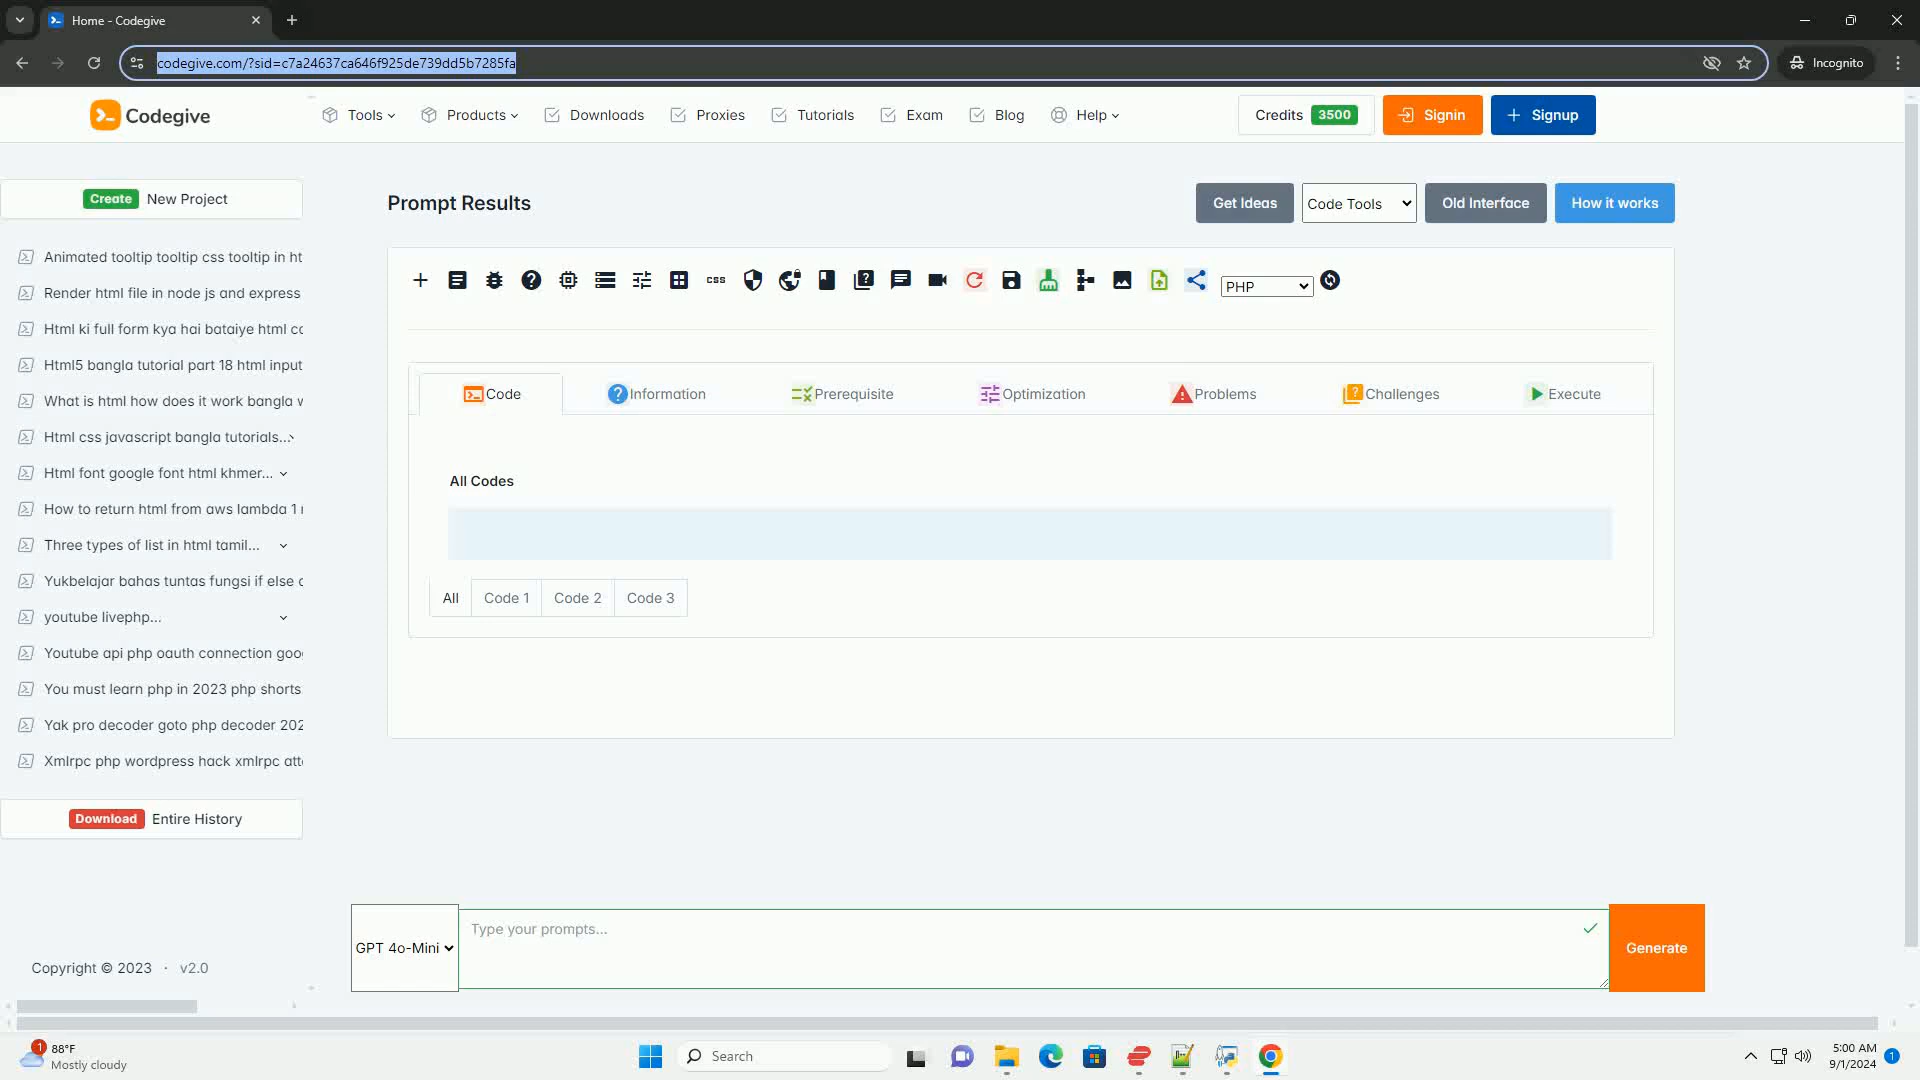 Home - Codegive
codegive.com/?sid=c7a24637ca646f925de739dd5b7285fa
Incognito
Codegive
Tools
Products
Downloads
Proxies
Tutorials
Exam
Blog
Help
Credits 3500
Signin
Signup
Create New Project
Animated tooltip tooltip css tooltip in ht
Render html file in node js and express
Html ki full form kya hai bataiye html co
Html5 bangla tutorial part 18 html input
What is html how does it work bangla v
Html css javascript bangla tutorials...
Html font google font html khmer...
How to return html from aws lambda 1
Three types of list in html tamil...
Yukbelajar bahas tuntas fungsi if else
youtube livephp...
Youtube api php oauth connection goo
You must learn php in 2023 php shorts
Yak pro decoder goto php decoder 202
Xmlrpc php wordpress hack xmlrpc att
Download Entire History
Copyright © 2023 · v2.0
Prompt Results
Get Ideas
Code Tools
Old Interface
How it works
css
PHP
Code
Information
Prerequisite
Optimization
Problems
Challenges
Execute
All Codes
All
Code 1
Code 2
Code 3
GPT 4o-Mini
Type your prompts...
Generate
1
88°F
Mostly cloudy
Search
5:00 AM
9/1/2024
1